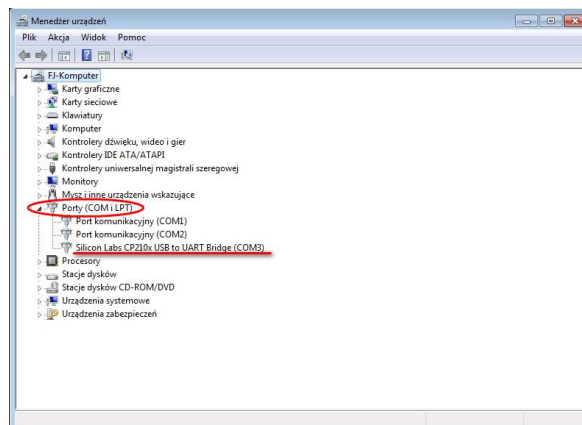 Menedżer urządzeń
Plik Akcja Widok Pomoc
FJ-Komputer
Karty graficzne
Karty sieciowe
Klawiatury
Komputer
Kontrolery dźwięku, wideo i gier
Kontrolery IDE ATA/ATAPI
Kontrolery uniwersalnej magistrali szeregowej
Monitory
Mysz i inne urządzenia wskazujące
Porty (COM i LPT)
Port komunikacyjny (COM1)
Port komunikacyjny (COM2)
Silicon Labs CP210x USB to UART Bridge (COM3)
Procesory
Stacje dysków
Stacje dysków CD-ROM/DVD
Urządzenia systemowe
Urządzenia zabezpieczeń